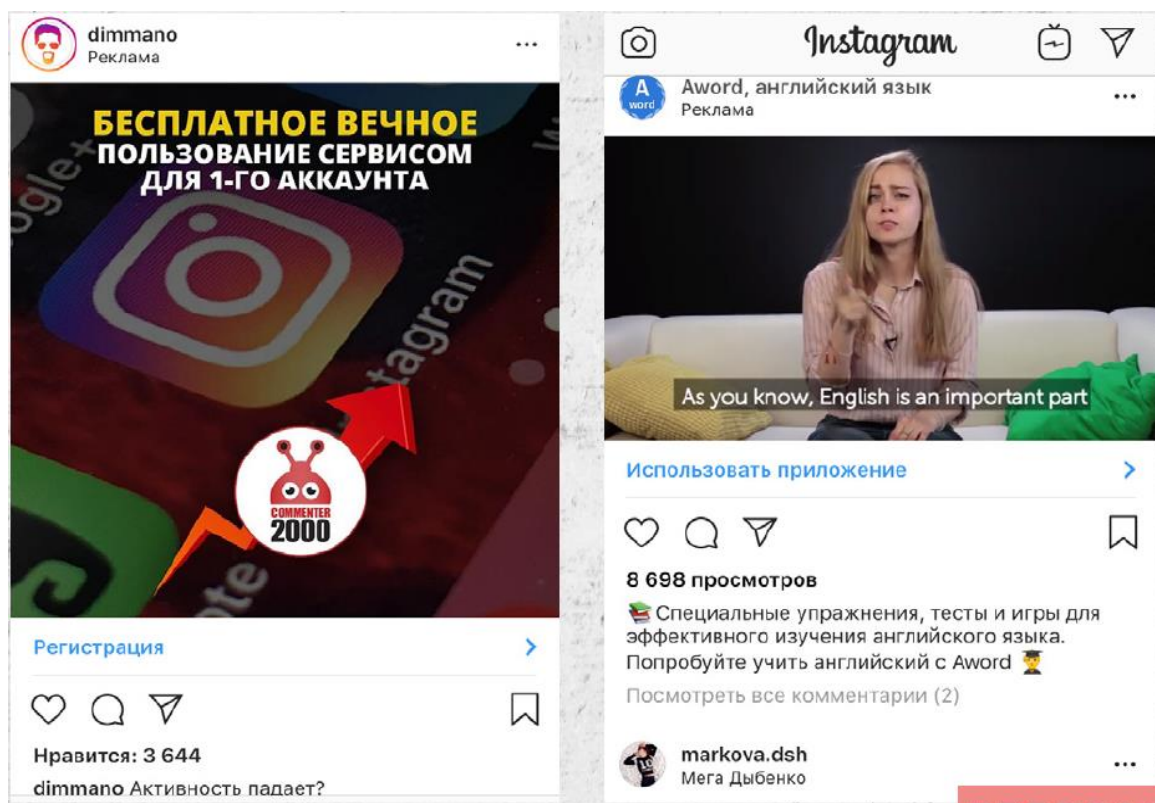 dimmano
Реклама
БЕСПЛАТНОЕ ВЕЧНОЕ
ПОЛЬЗОВАНИЕ СЕРВИСОМ
ДЛЯ 1-ГО АККАУНТА
ogle+
stagram
COMMENTER
2000
ote
Регистрация
Нравится: 3 644
dimmano Активность падает?
Instagram
A
word
Aword, английский язык
Реклама
As you know, English is an important part
Использовать приложение
8 698 просмотров
Специальные упражнения, тесты и игры для
эффективного изучения английского языка.
Попробуйте учить английский с Aword
Посмотреть все комментарии (2)
markova.dsh
Мега Дыбенко